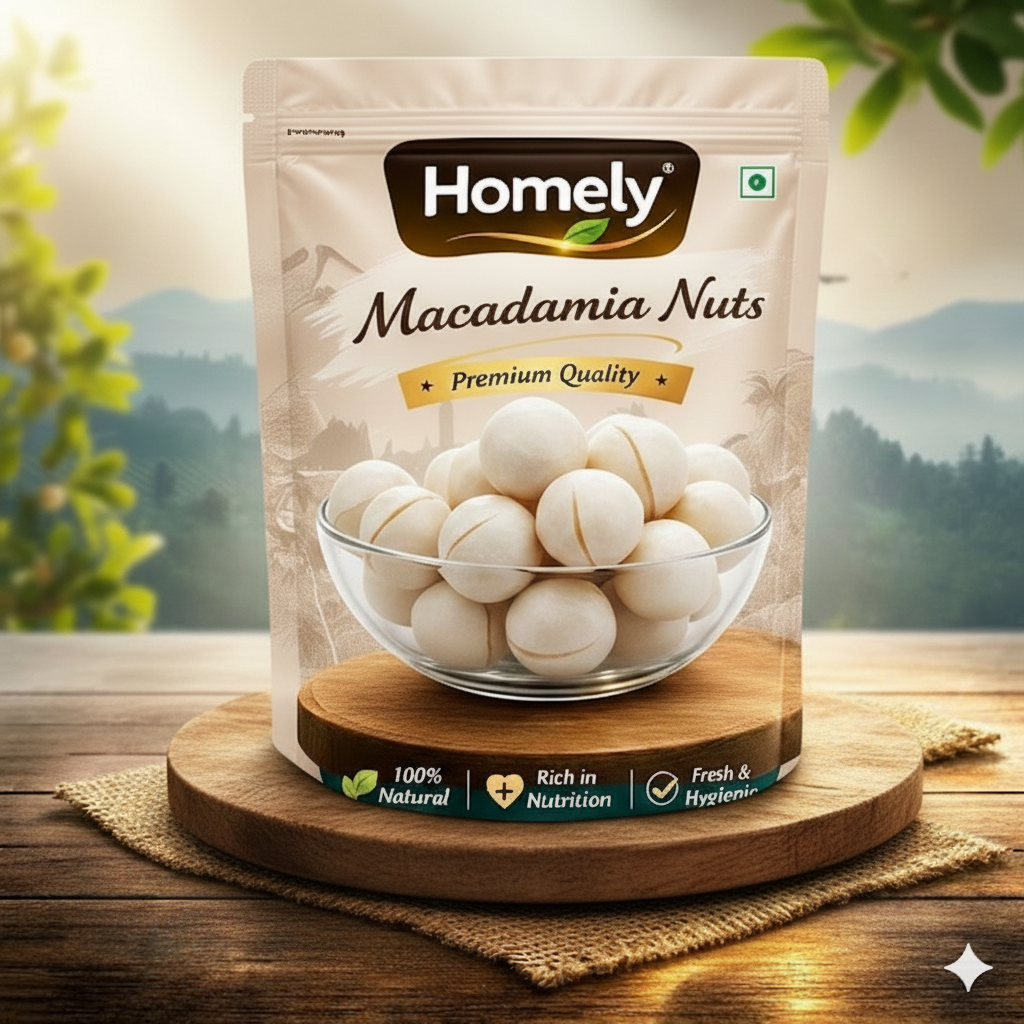 Homely®
Macadamia Nuts
★ Premium Quality ★
100%
Natural
Rich in
Nutrition
Fresh &
Hygienic